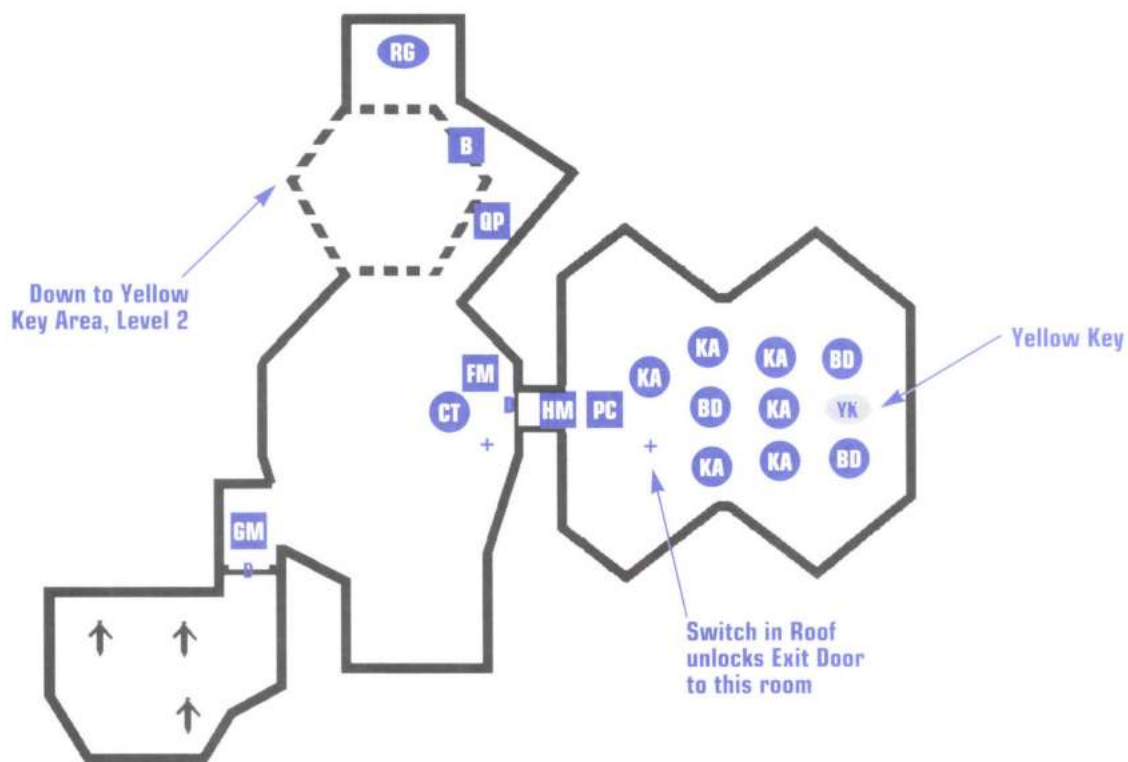 RG
B
QP
Down to Yellow
Key Area, Level 2
KA
KA
BD
Yellow Key
FM
KA
CT
D
HM
PC
BD
KA
YK
+
+
KA
KA
BD
GM
D
Switch in Roof
unlocks Exit Door
to this room